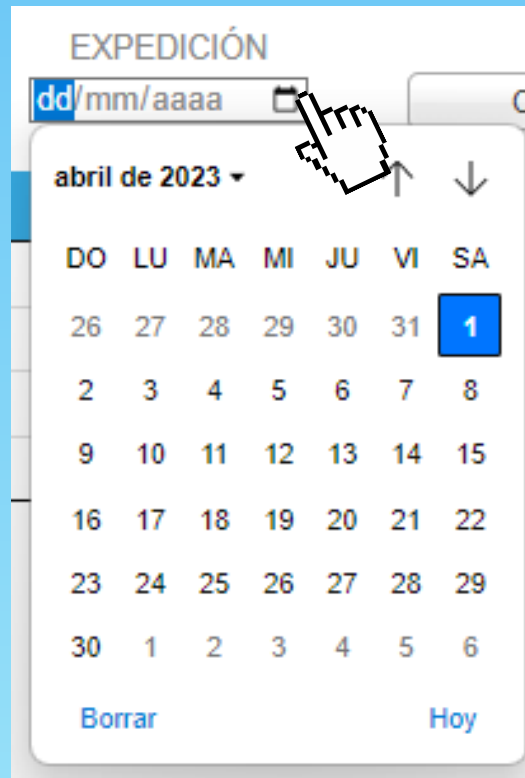 EXPEDICIÓN
dd/mm/aaaa
abril de 2023
DO LU MA MI JU VI SA
26 27 28 29 30 31 1
2 3 4 5 6 7 8
9 10 11 12 13 14 15
16 17 18 19 20 21 22
23 24 25 26 27 28 29
30 1 2 3 4 5 6
Borrar Hoy